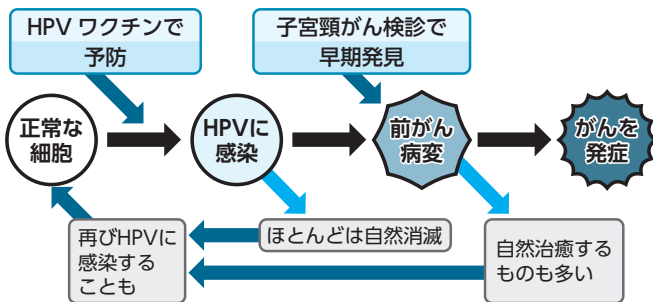 HPV ワクチンで
予防
子宮頸がん検診で
早期発見
正常な
細胞
HPVに
感染
前がん
病変
がんを
発症
再びHPVに
感染する
ことも
ほとんどは自然消滅
自然治癒する
ものも多い